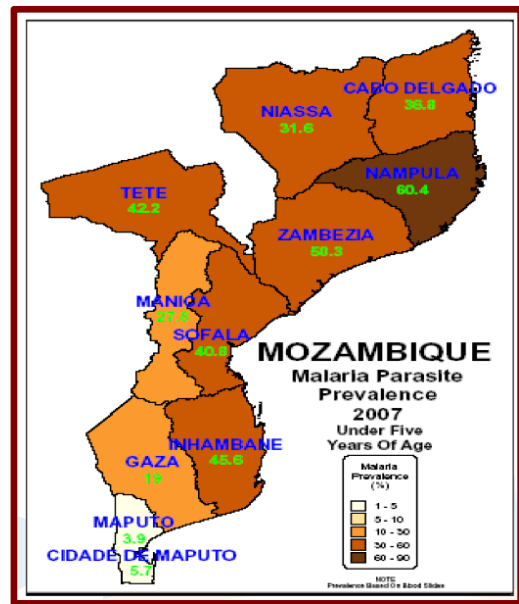 CABO DELGADO
36.8
NIASSA
31.6
NAMPULA
60.4
TETE
42.2
ZAMBEZIA
58.3
MANICA
27.8
SOFALA
40.8
MOZAMBIQUE
Malaria Parasite
Prevalence
2007
Under Five
Years Of Age
INHAMBANE
45.6
GAZA
19
Malaria
Prevalence
(%)
1 - 5
5 - 10
10 - 30
30 - 60
60 - 90
MAPUTO
3.9
CIDADE DE MAPUTO
5.7
NOTE
Prevalence Based On Blood Slides